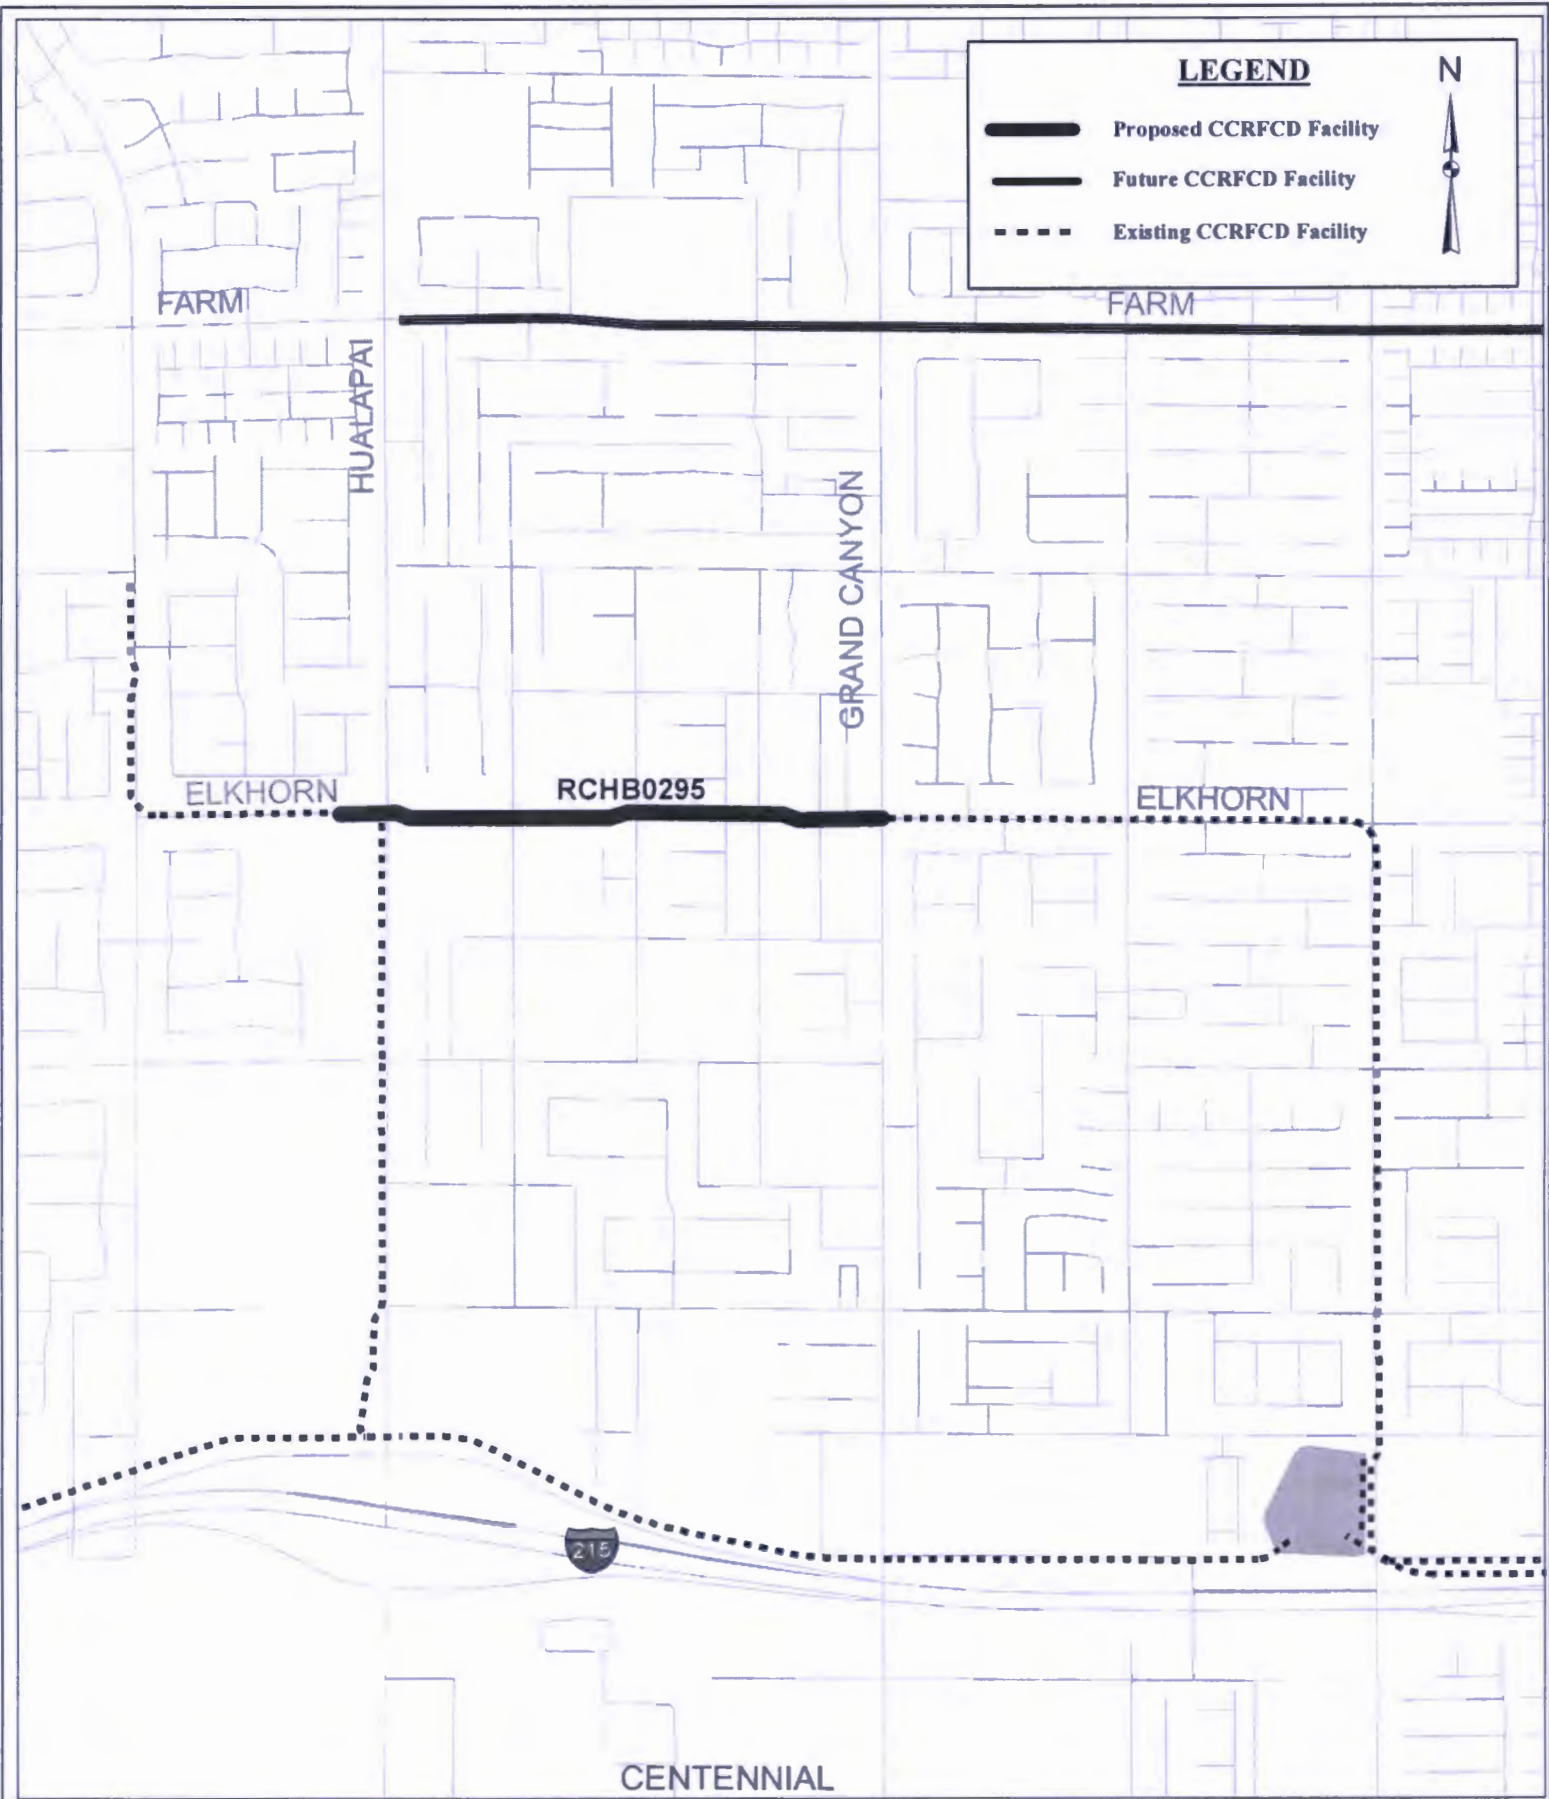 LEGEND
N
Proposed CCRFCD Facility
Future CCRFCD Facility
Existing CCRFCD Facility
FARM
FARM
HUALAPAI
GRAND CANYON
ELKHORN
RCHB0295
ELKHORN
215
CENTENNIAL